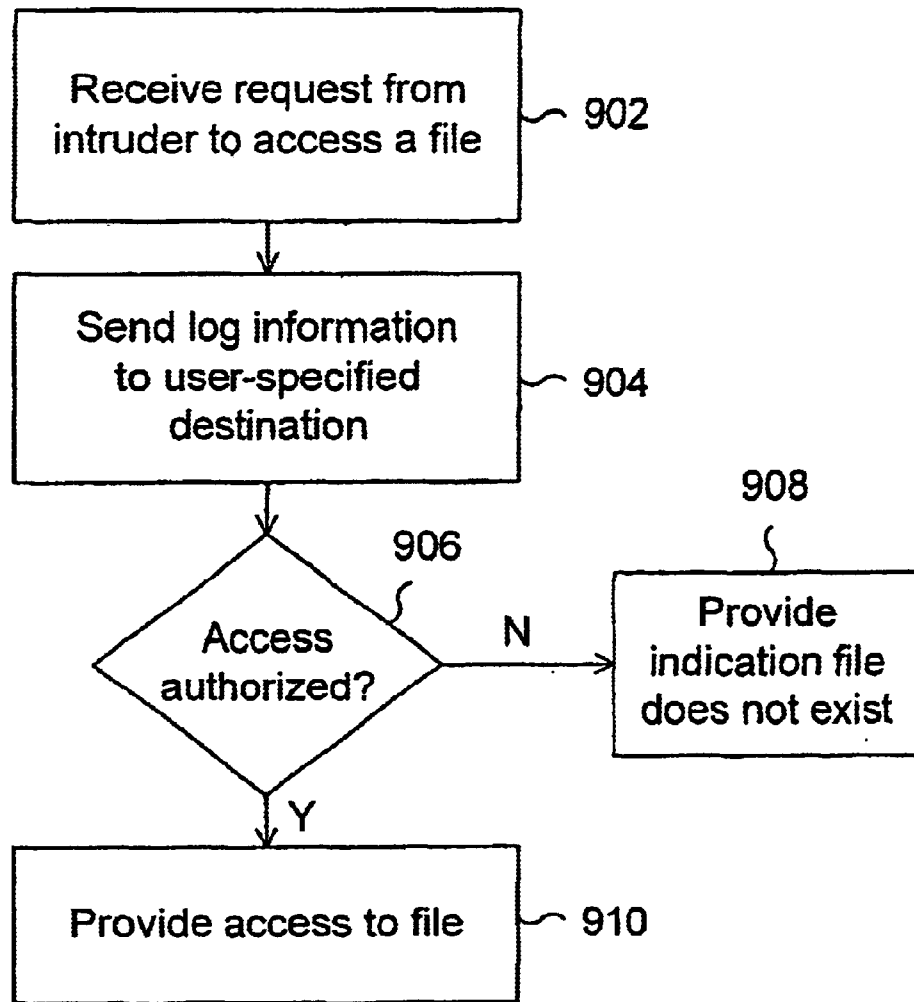 Receive request from
intruder to access a file
902
Send log information
to user-specified
destination
904
906
Access
authorized?
N
908
Provide
indication file
does not exist
Y
Provide access to file
910